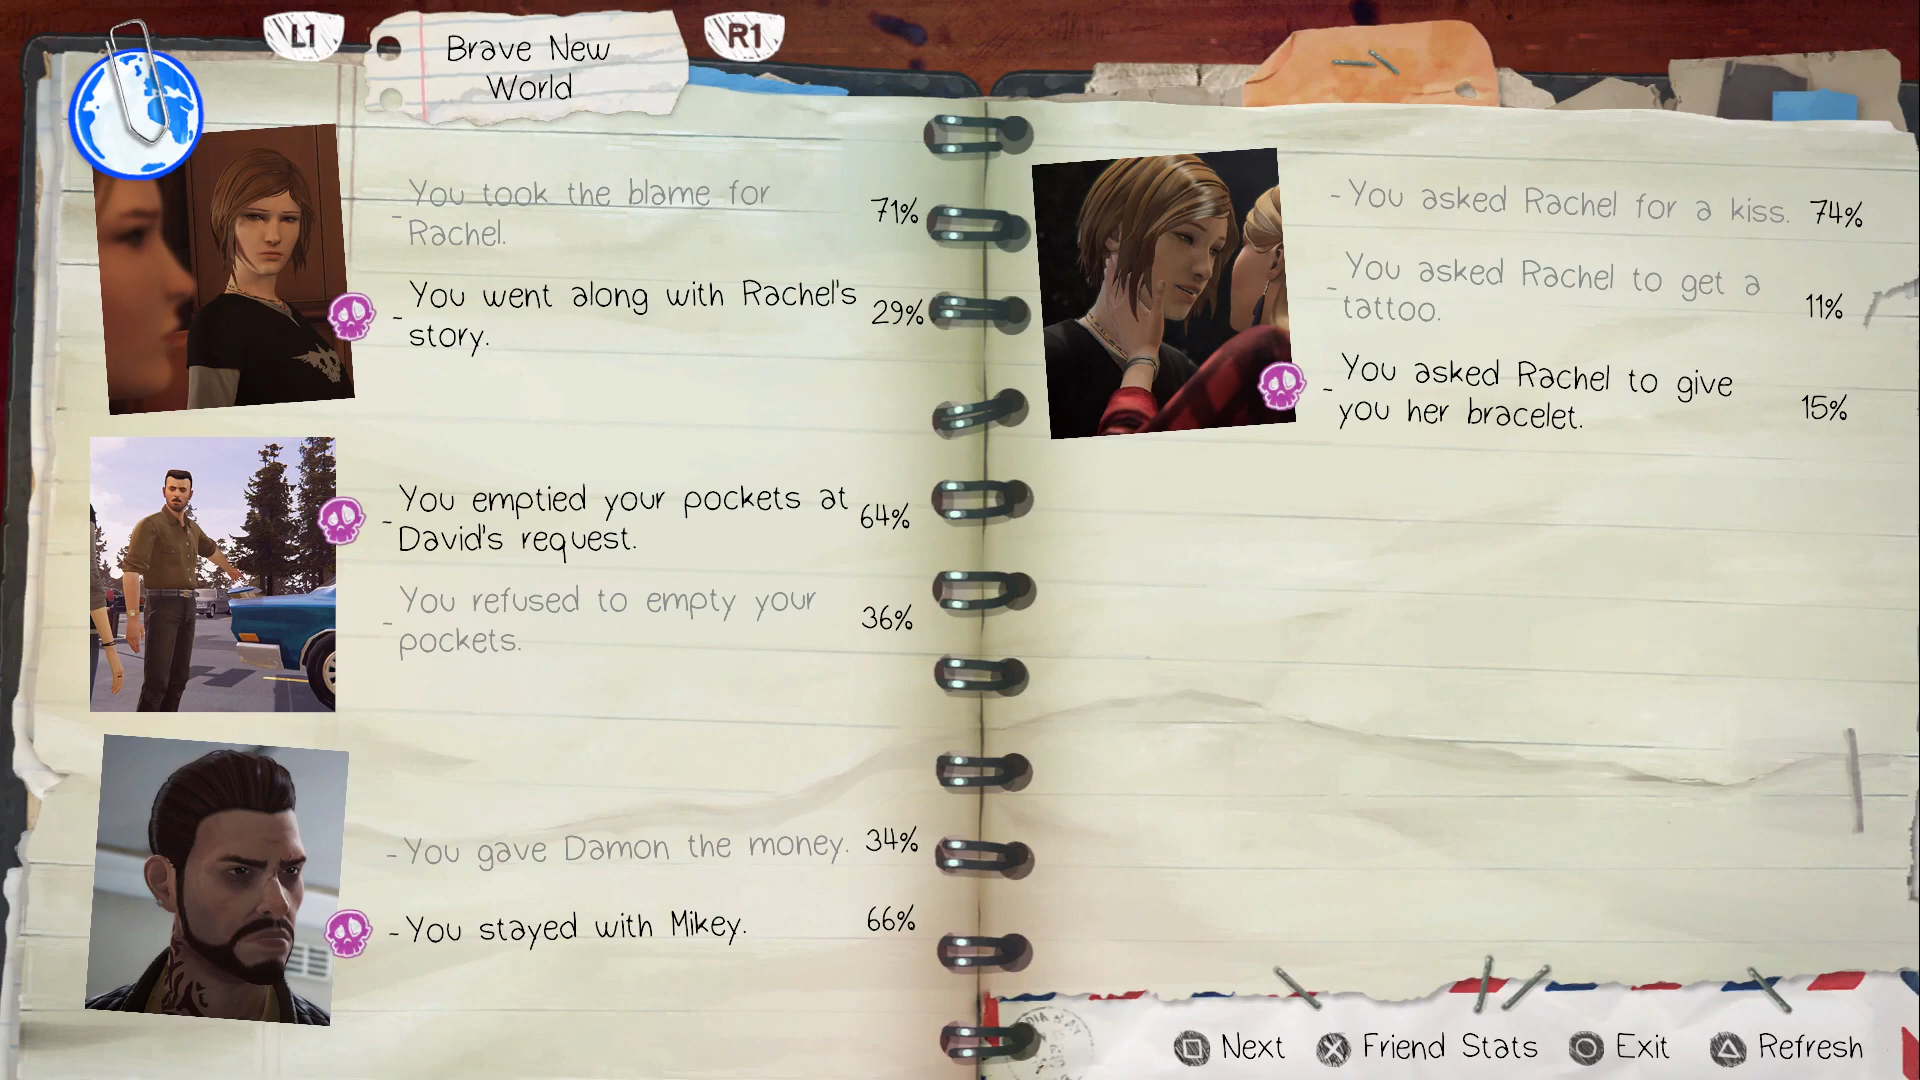 L1
Brave New
World
R1
- You took the blame for
Rachel.
71%
- You went along with Rachel's
story.
29%
- You emptied your pockets at
David's request.
64%
- You refused to empty your
pockets.
36%
- You gave Damon the money. 34%
- You stayed with Mikey. 66%
- You asked Rachel for a kiss. 74%
- You asked Rachel to get a
tattoo.
11%
- You asked Rachel to give
you her bracelet.
15%
Next Friend Stats Exit Refresh